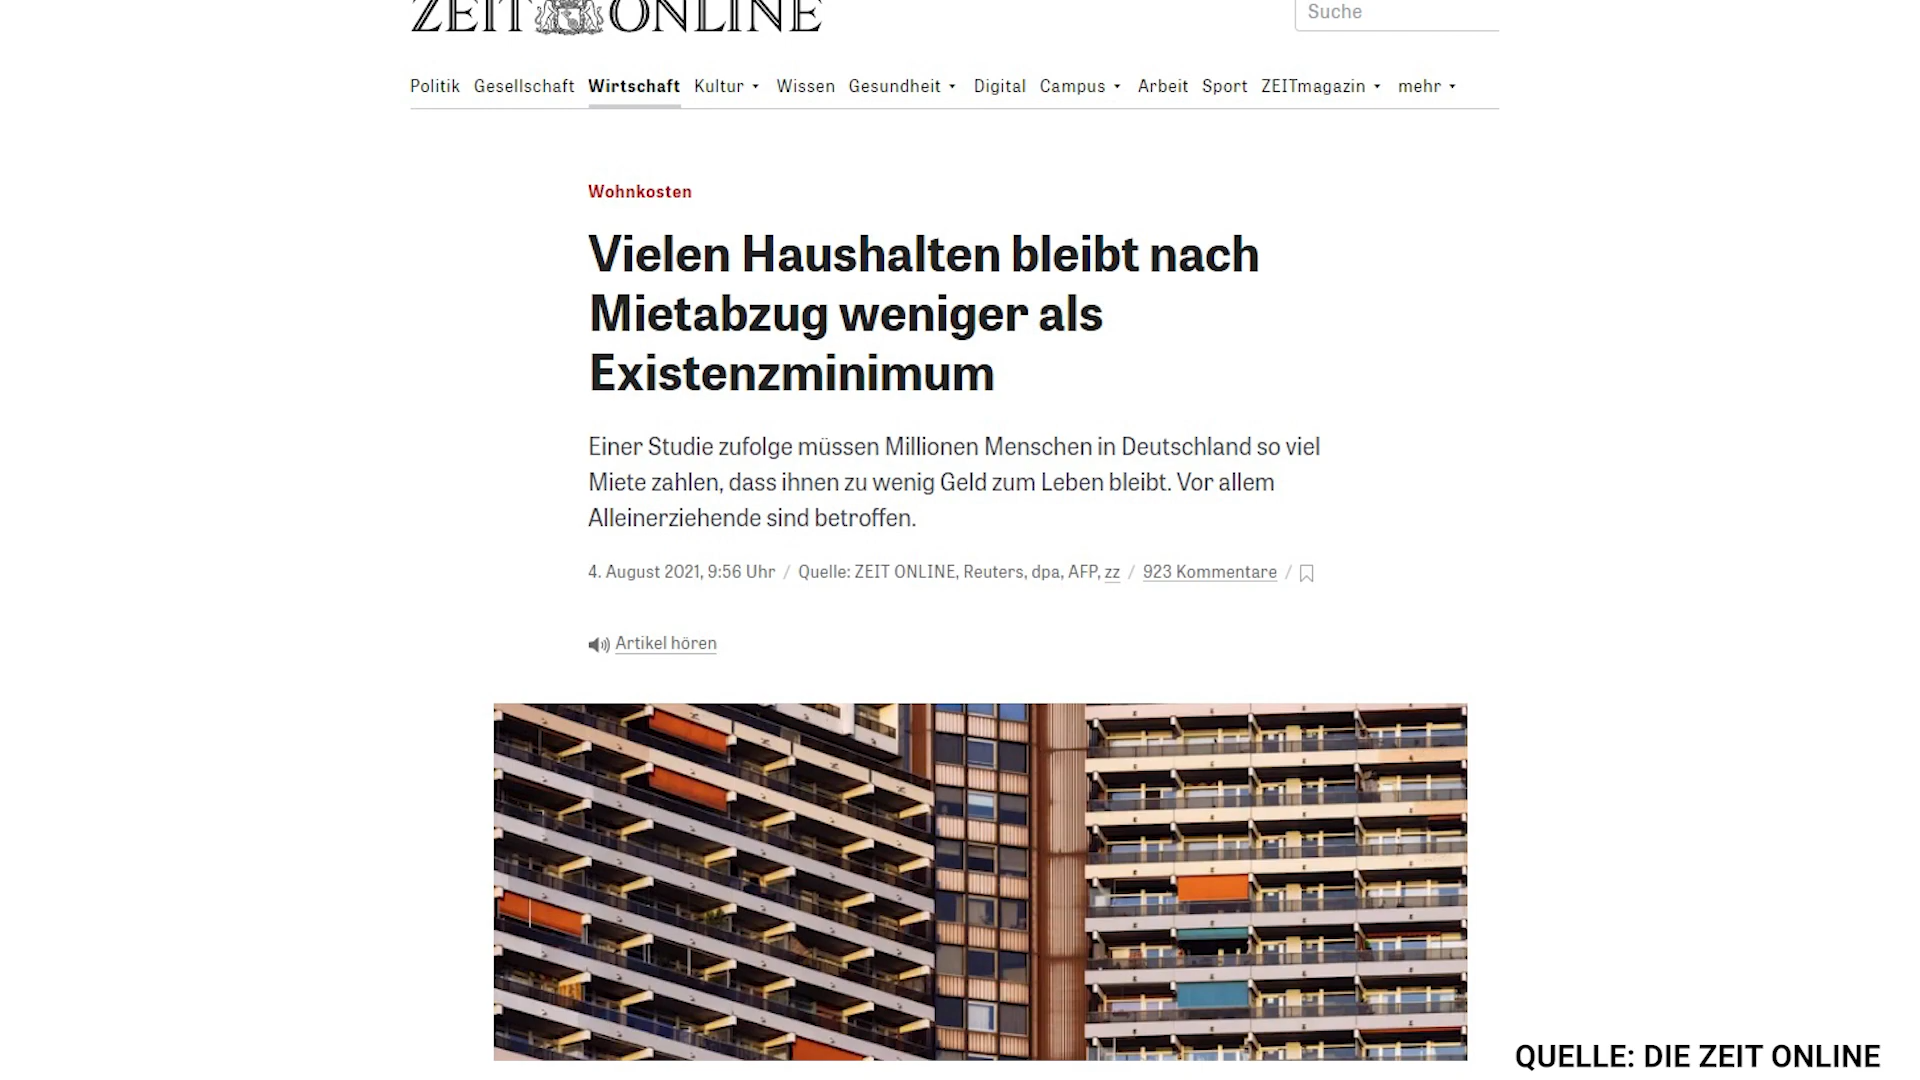 ZEIT ONLINE
Suche
Politik Gesellschaft Wirtschaft Kultur Wissen Gesundheit Digital Campus Arbeit Sport ZEITmagazin mehr
Wohnkosten
Vielen Haushalten bleibt nach
Mietabzug weniger als
Existenzminimum
Einer Studie zufolge müssen Millionen Menschen in Deutschland so viel
Miete zahlen, dass ihnen zu wenig Geld zum Leben bleibt. Vor allem
Alleinerziehende sind betroffen.
4. August 2021, 9:56 Uhr / Quelle: ZEIT ONLINE, Reuters, dpa, AFP, zz / 923 Kommentare /
Artikel hören
QUELLE: DIE ZEIT ONLINE